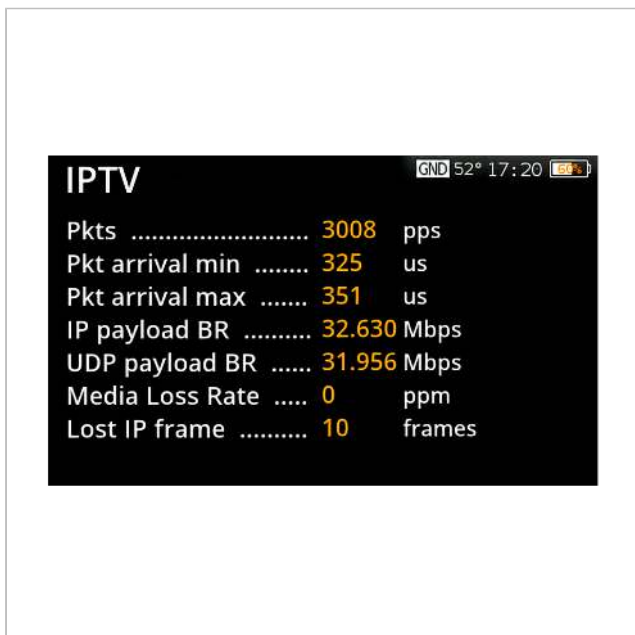 IPTV GND 52° 17:20 60%
Pkts .......................... 3008 pps
Pkt arrival min ........ 325 us
Pkt arrival max ....... 351 us
IP payload BR .......... 32.630 Mbps
UDP payload BR ...... 31.956 Mbps
Media Loss Rate ..... 0 ppm
Lost IP frame .......... 10 frames